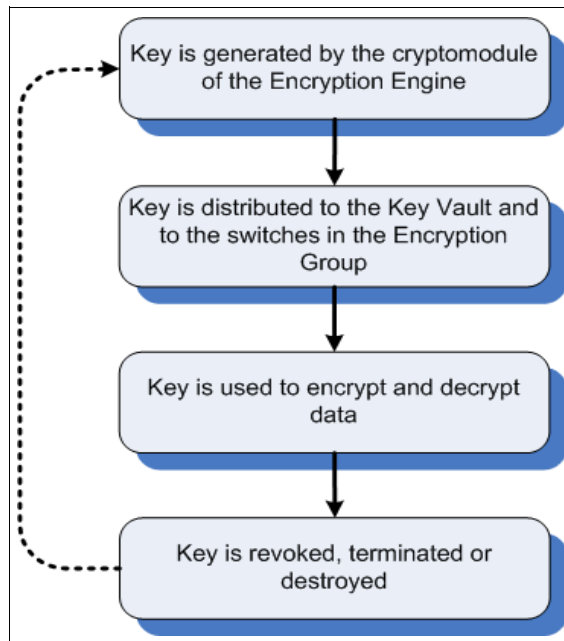 Key is generated by the cryptomodule
of the Encryption Engine
Key is distributed to the Key Vault and
to the switches in the Encryption
Group
Key is used to encrypt and decrypt
data
Key is revoked, terminated or
destroyed